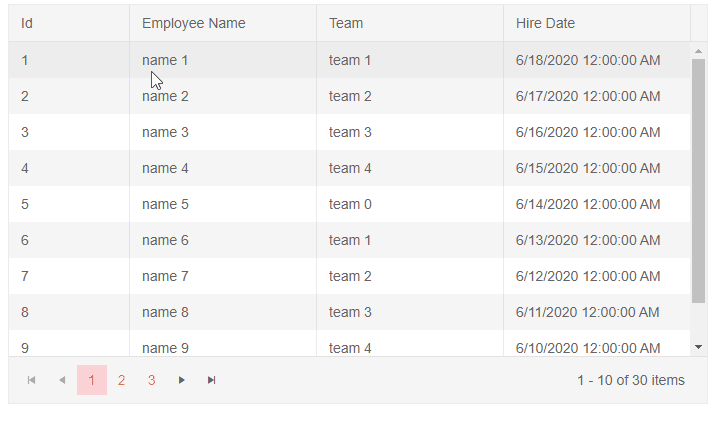 Id Employee Name Team Hire Date
1 name 1 team 1 6/18/2020 12:00:00 AM
2 name 2 team 2 6/17/2020 12:00:00 AM
3 name 3 team 3 6/16/2020 12:00:00 AM
4 name 4 team 4 6/15/2020 12:00:00 AM
5 name 5 team 0 6/14/2020 12:00:00 AM
6 name 6 team 1 6/13/2020 12:00:00 AM
7 name 7 team 2 6/12/2020 12:00:00 AM
8 name 8 team 3 6/11/2020 12:00:00 AM
9 name 9 team 4 6/10/2020 12:00:00 AM
1 2 3 1 - 10 of 30 items